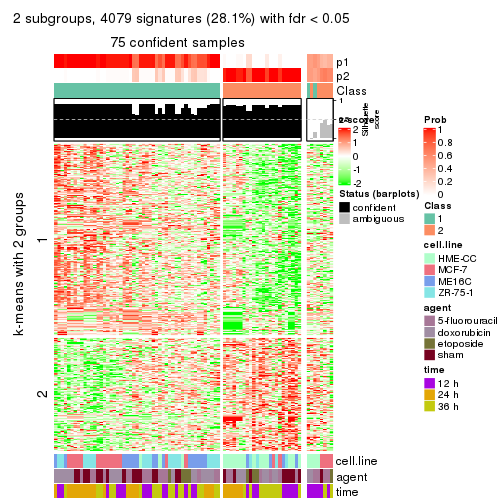 2 subgroups, 4079 signatures (28.1%) with fdr < 0.05
75 confident samples
p1
p2
Class
1
Silhouette
score
z-score
2
1
0
-1
-2
Prob
1
0.8
0.6
0.4
0.2
0
Status (barplots)
confident
ambiguous
Class
1
2
cell.line
HME-CC
MCF-7
ME16C
ZR-75-1
agent
5-fluorouracil
doxorubicin
etoposide
sham
time
12 h
24 h
36 h
k-means with 2 groups
1
2
cell.line
agent
time